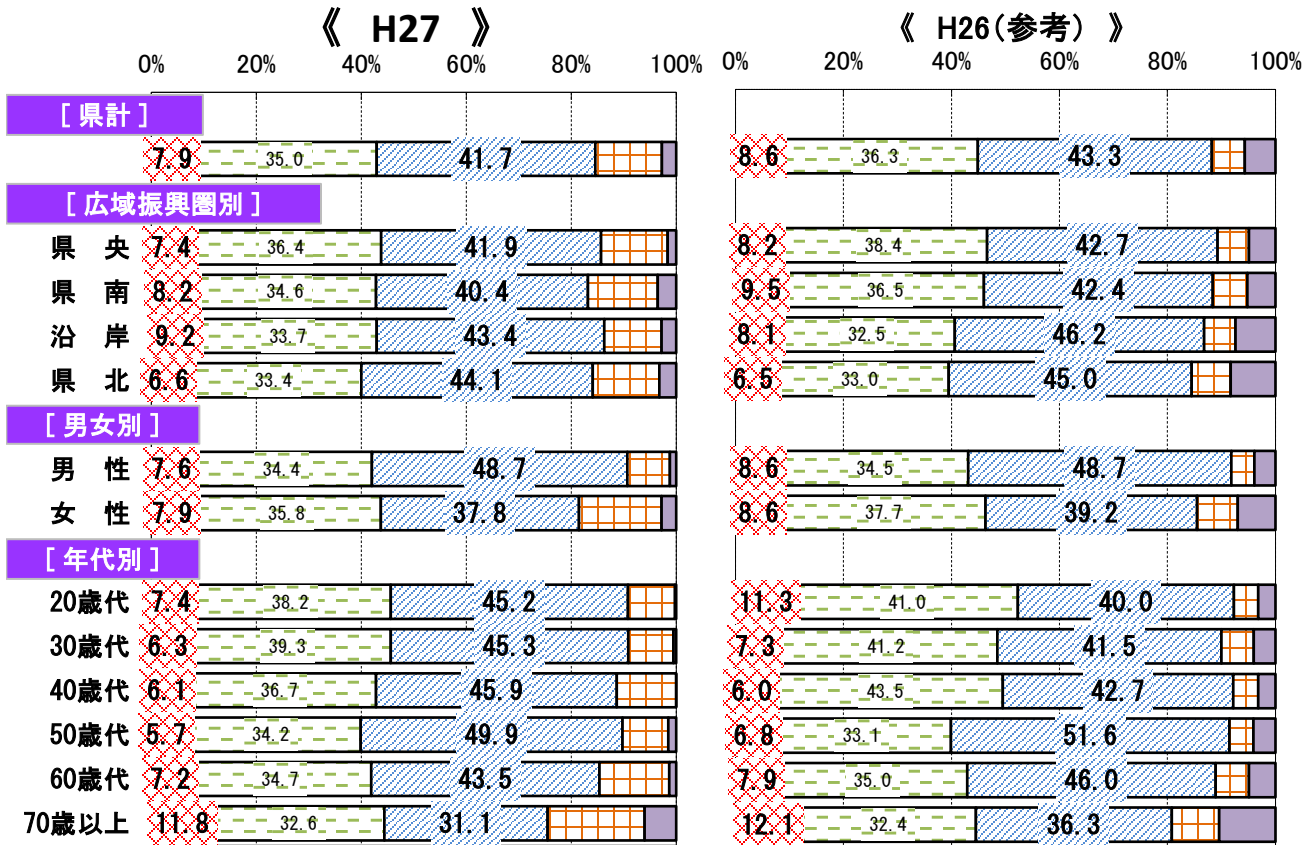 《 H27 》
《 H26（参考） 》
0% 20% 40% 60% 80% 100%
0% 20% 40% 60% 80% 100%
［県計］
7.9 35.0 41.7
8.6 36.3 43.3
［広域振興圏別］
県 央 7.4 36.4 41.9
8.2 38.4 42.7
県 南 8.2 34.6 40.4
9.5 36.5 42.4
沿 岸 9.2 33.7 43.4
8.1 32.5 46.2
県 北 6.6 33.4 44.1
6.5 33.0 45.0
［男女別］
男 性 7.6 34.4 48.7
8.6 34.5 48.7
女 性 7.9 35.8 37.8
8.6 37.7 39.2
［年代別］
20歳代 7.4 38.2 45.2
11.3 41.0 40.0
30歳代 6.3 39.3 45.3
7.3 41.2 41.5
40歳代 6.1 36.7 45.9
6.0 43.5 42.7
50歳代 5.7 34.2 49.9
6.8 33.1 51.6
60歳代 7.2 34.7 43.5
7.9 35.0 46.0
70歳以上 11.8 32.6 31.1
12.1 32.4 36.3